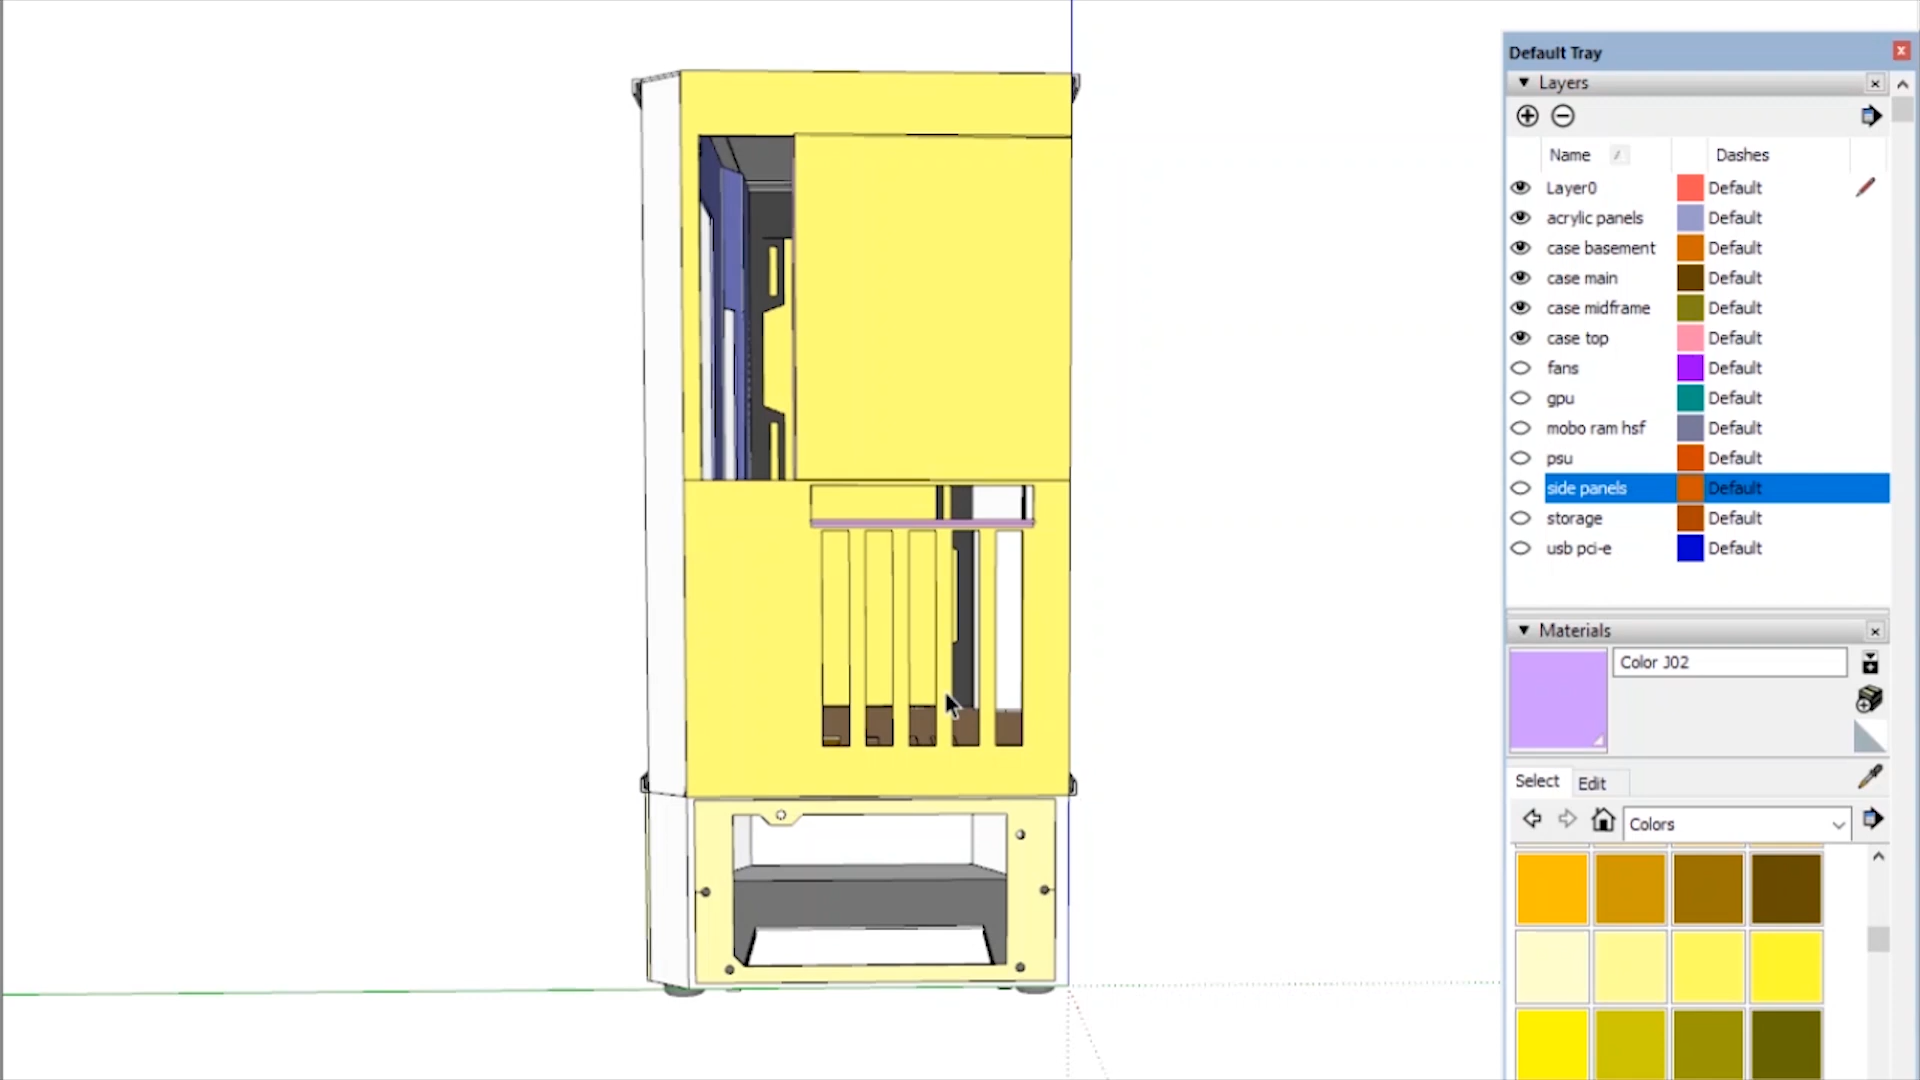 Default Tray
Layers
Name Dashes
Layer0 Default
acrylic panels Default
case basement Default
case main Default
case midframe Default
case top Default
fans Default
gpu Default
mobo ram hsf Default
psu Default
side panels Default
storage Default
usb pci-e Default
Materials
Color J02
Select Edit
Colors